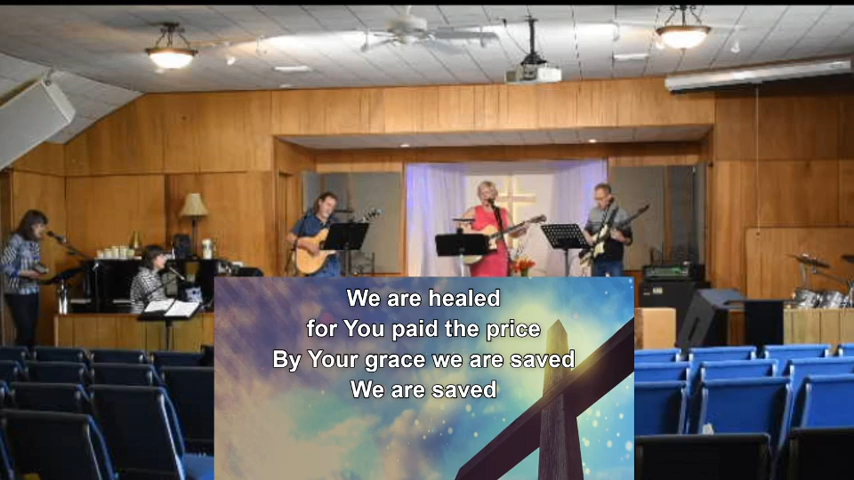 We are healed
for You paid the price
By Your grace we are saved
We are saved